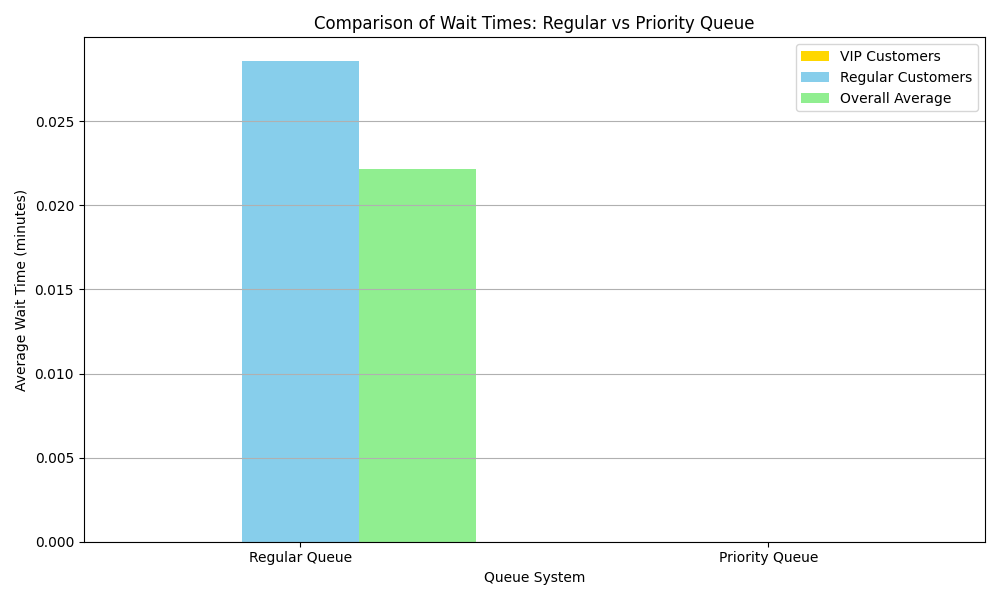 Comparison of Wait Times: Regular vs Priority Queue
VIP Customers
Regular Customers
Overall Average
Average Wait Time (minutes)
0.025
0.020
0.015
0.010
0.005
0.000
Regular Queue
Priority Queue
Queue System